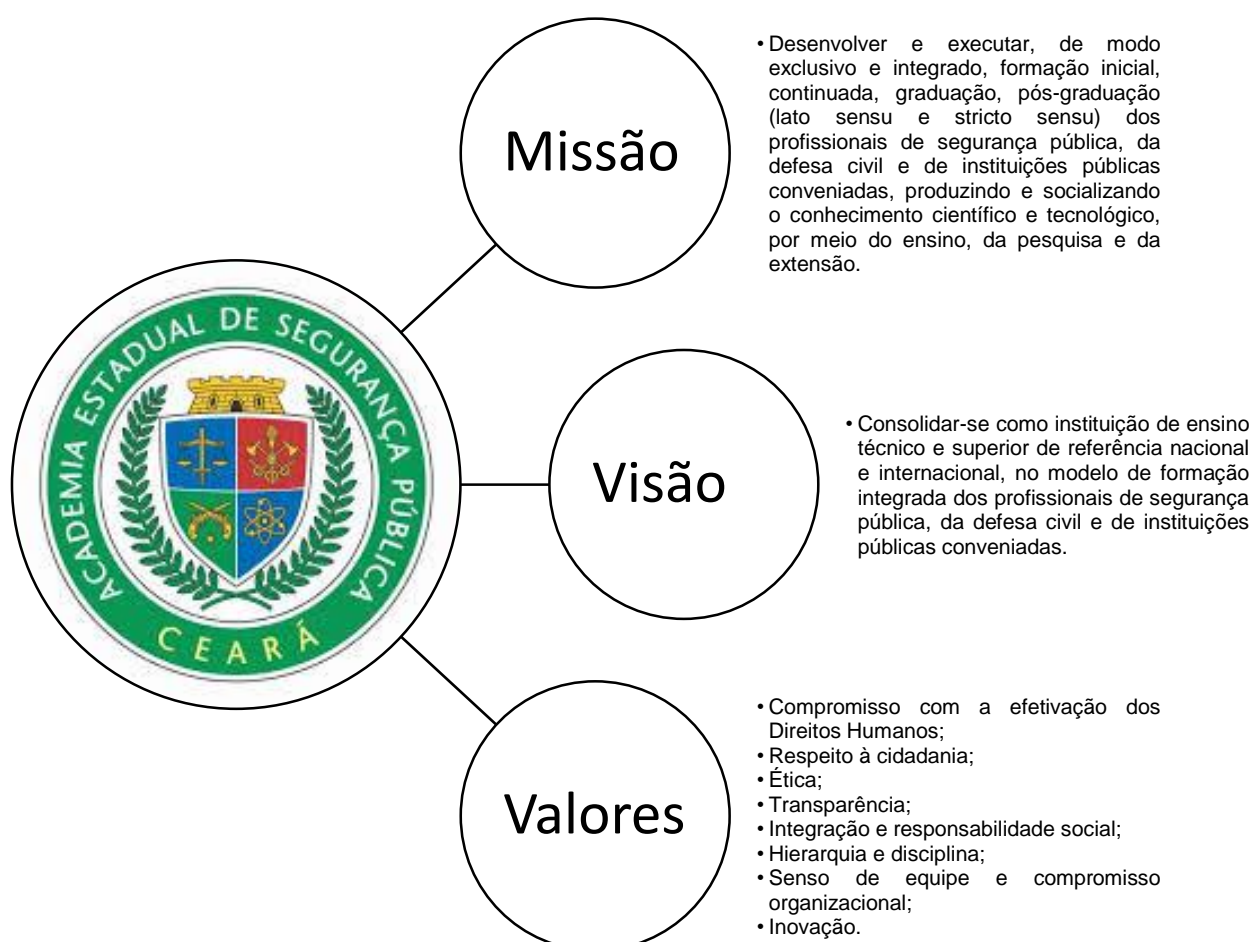 Missão
• Desenvolver e executar, de modo
exclusivo e integrado, formação inicial,
continuada, graduação, pós-graduação
(lato sensu e stricto sensu) dos
profissionais de segurança pública, da
defesa civil e de instituições públicas
conveniadas, produzindo e socializando
o conhecimento científico e tecnológico,
por meio do ensino, da pesquisa e da
extensão.
ACADEMIA ESTADUAL DE SEGURANÇA PÚBLICA
CEARÁ
Visão
• Consolidar-se como instituição de ensino
técnico e superior de referência nacional
e internacional, no modelo de formação
integrada dos profissionais de segurança
pública, da defesa civil e de instituições
públicas conveniadas.
Valores
• Compromisso com a efetivação dos
Direitos Humanos;
• Respeito à cidadania;
• Ética;
• Transparência;
• Integração e responsabilidade social;
• Hierarquia e disciplina;
• Senso de equipe e compromisso
organizacional;
• Inovação.